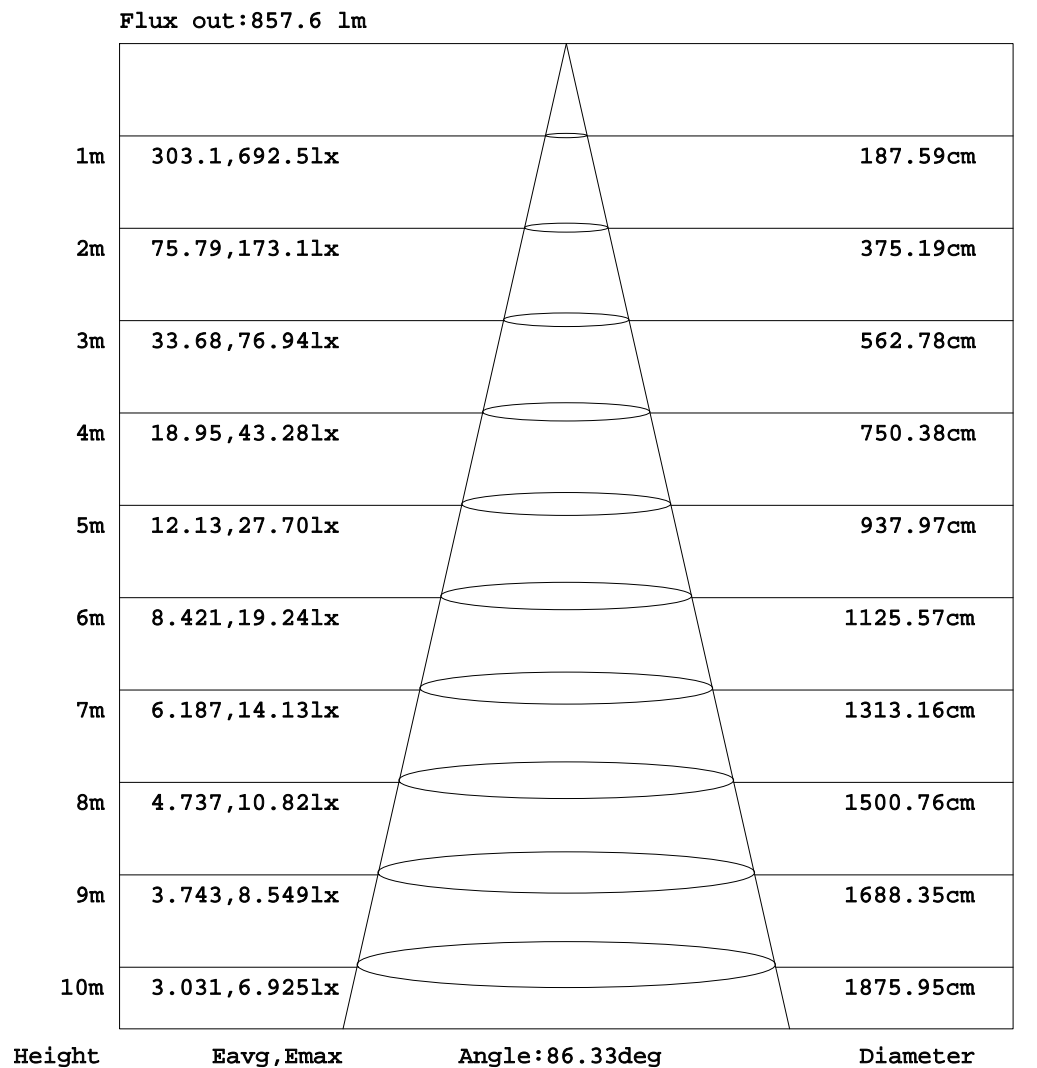 Flux out:857.6 lm
1m 303.1,692.5lx 187.59cm
2m 75.79,173.1lx 375.19cm
3m 33.68,76.94lx 562.78cm
4m 18.95,43.28lx 750.38cm
5m 12.13,27.70lx 937.97cm
6m 8.421,19.24lx 1125.57cm
7m 6.187,14.13lx 1313.16cm
8m 4.737,10.82lx 1500.76cm
9m 3.743,8.549lx 1688.35cm
10m 3.031,6.925lx 1875.95cm
Height Eavg,Emax Angle:86.33deg Diameter